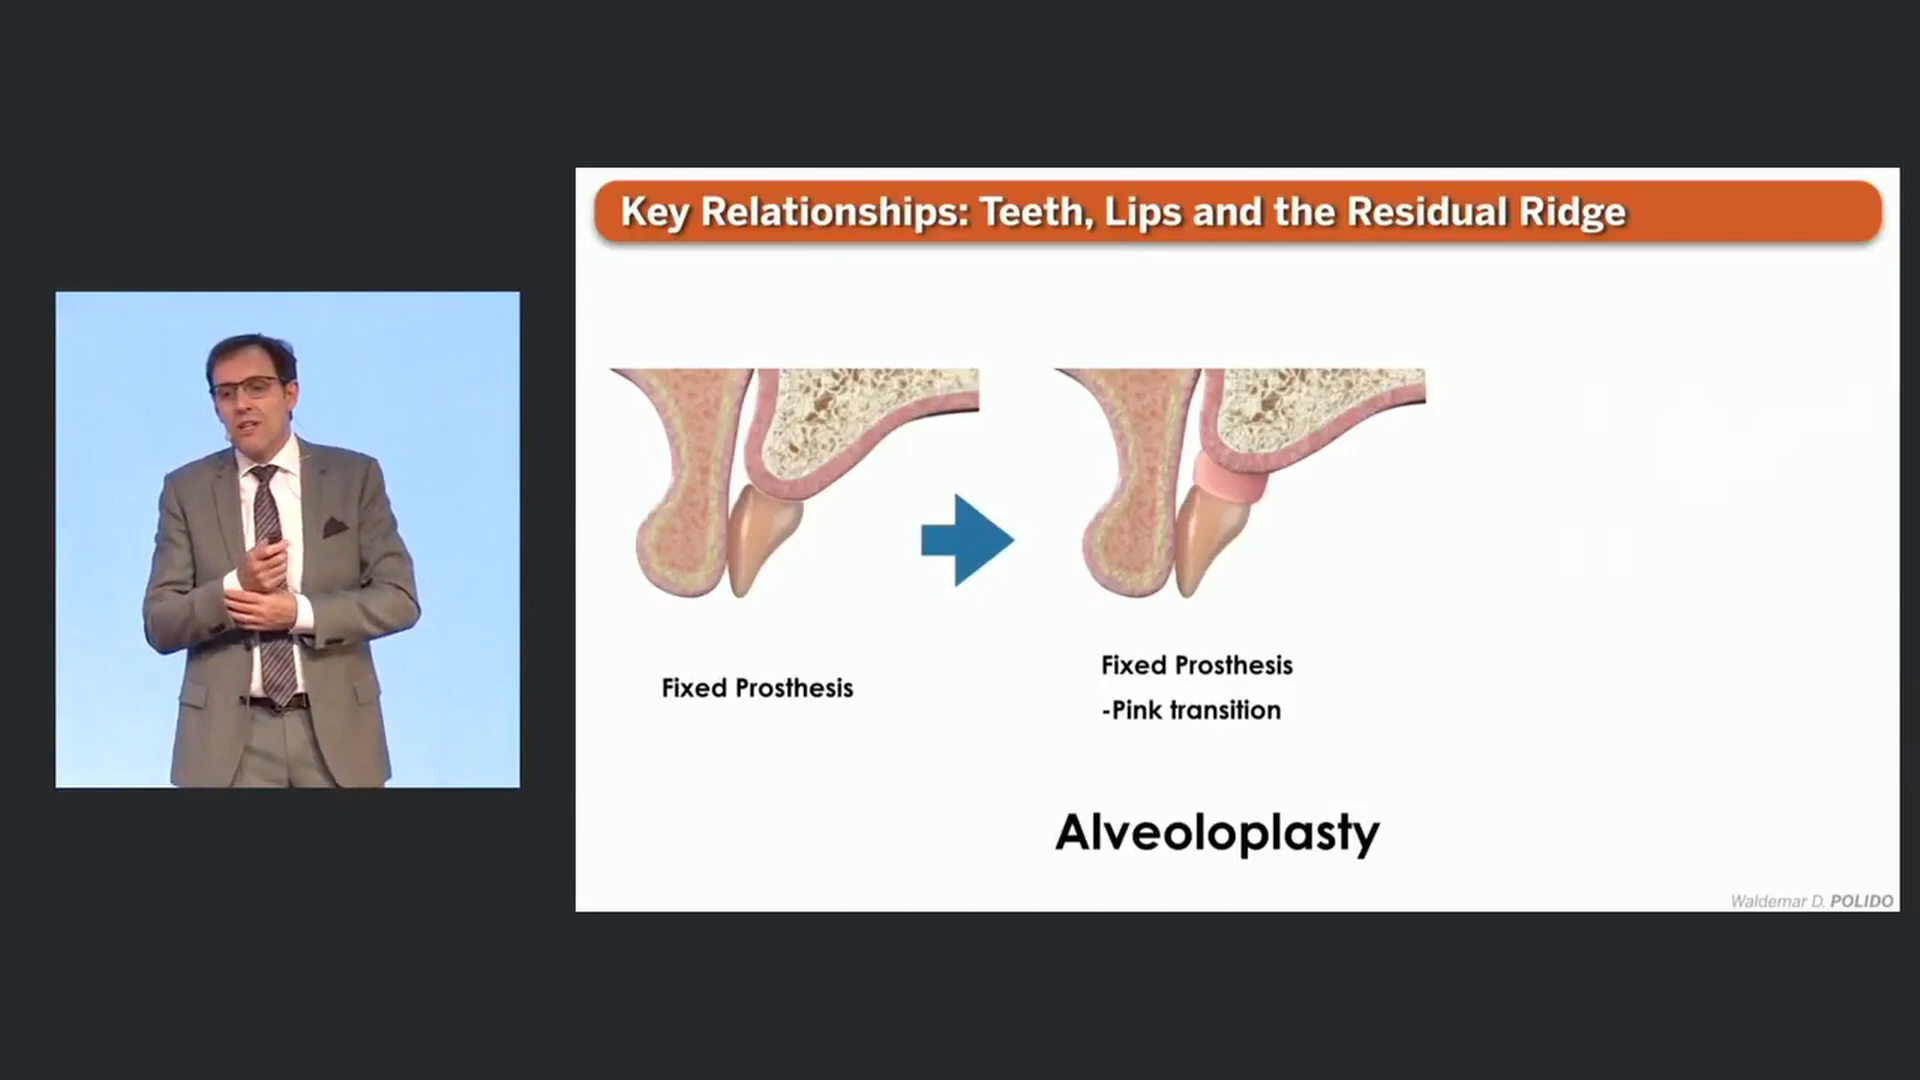 Key Relationships: Teeth, Lips and the Residual Ridge
Fixed Prosthesis
Fixed Prosthesis
-Pink transition
Alveoloplasty
Waldemar D. POLIDO